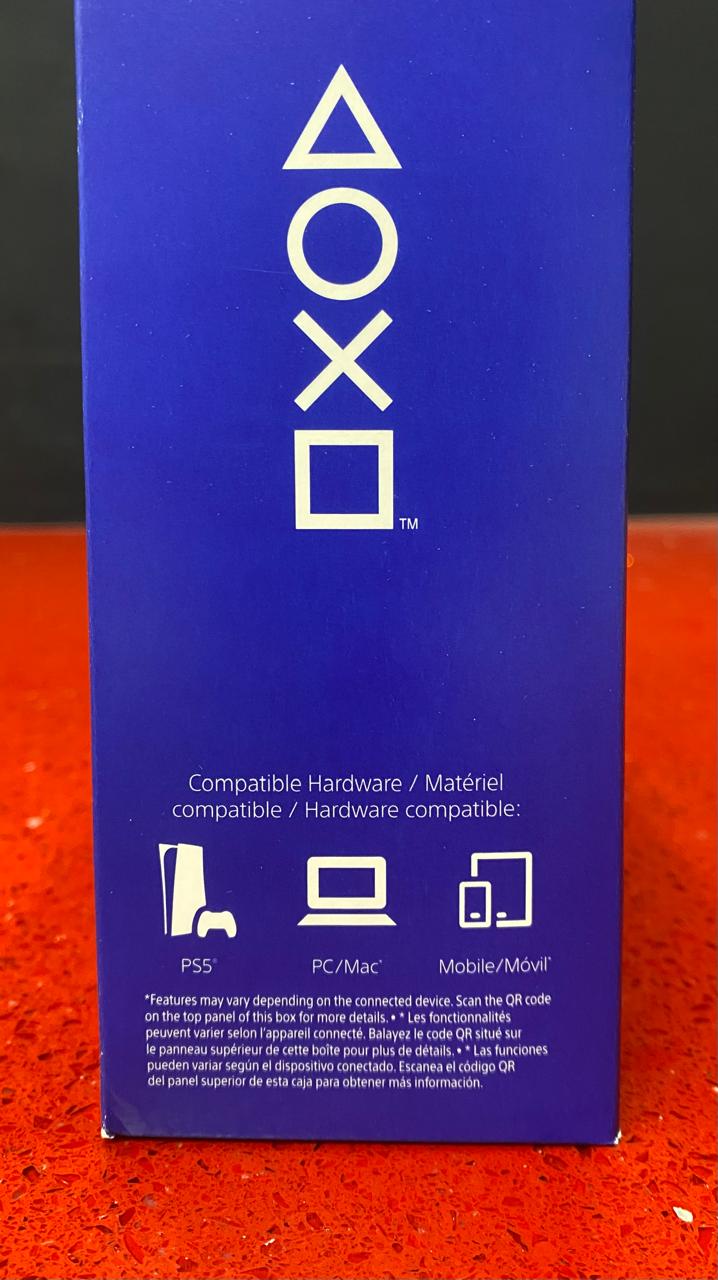 TM
Compatible Hardware / Matériel
compatible / Hardware compatible:
PS5®
PC/Mac*
Mobile/Móvil*
*Features may vary depending on the connected device. Scan the QR code
on the top panel of this box for more details. • * Les fonctionnalités
peuvent varier selon l'appareil connecté. Balayez le code QR situé sur
le panneau supérieur de cette boîte pour plus de détails. • * Las funciones
pueden variar según el dispositivo conectado. Escanea el código QR
del panel superior de esta caja para obtener más información.